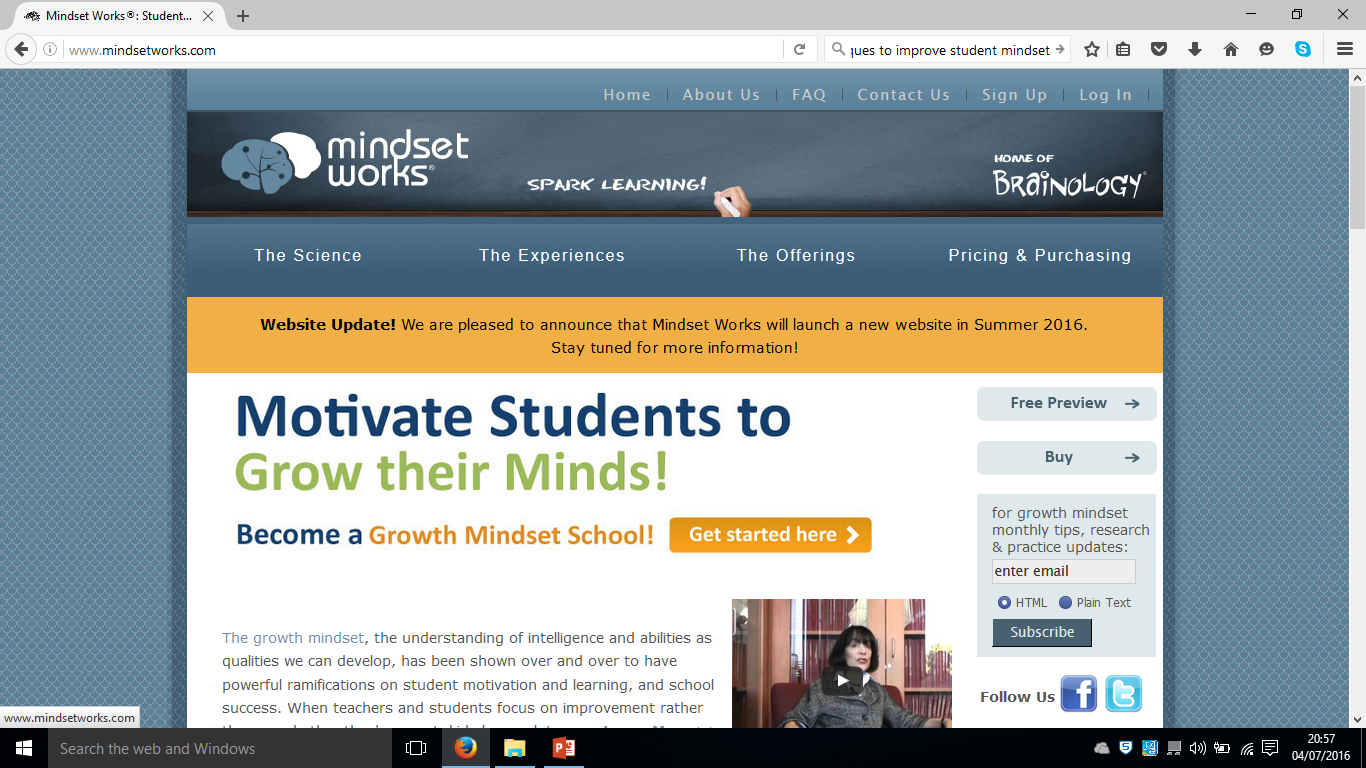 Mindset Works®: Student...
www.mindsetworks.com
ques to improve student mindset
Home | About Us | FAQ | Contact Us | Sign Up | Log In |
mindset
works®
SPARK LEARNING!
HOME OF
BRAINOLOGY®
The Science
The Experiences
The Offerings
Pricing & Purchasing
Website Update! We are pleased to announce that Mindset Works will launch a new website in Summer 2016.
Stay tuned for more information!
Motivate Students to
Grow their Minds!
Become a Growth Mindset School!
Get started here
Free Preview
Buy
for growth mindset
monthly tips, research
& practice updates:
enter email
HTML
Plain Text
Subscribe
Follow Us
The growth mindset, the understanding of intelligence and abilities as
qualities we can develop, has been shown over and over to have
powerful ramifications on student motivation and learning, and school
success. When teachers and students focus on improvement rather
www.mindsetworks.com
Search the web and Windows
20:57
04/07/2016